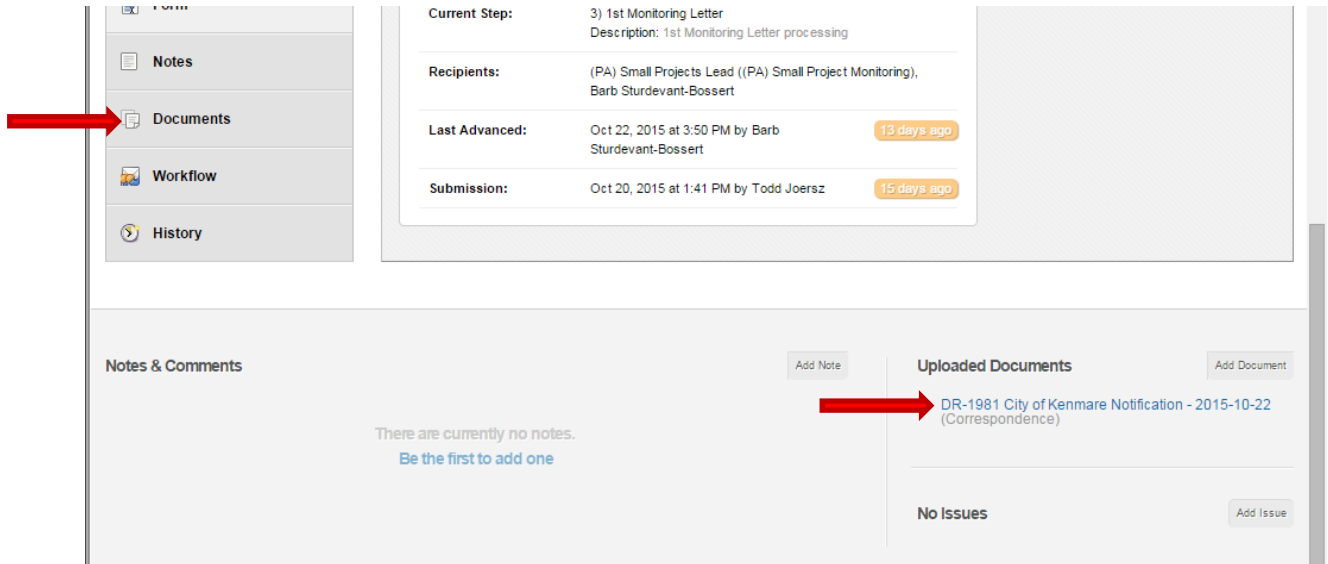 Form
Notes
Documents
Workflow
History
Current Step:
3) 1st Monitoring Letter
Description: 1st Monitoring Letter processing
Recipients:
(PA) Small Projects Lead ((PA) Small Project Monitoring),
Barb Sturdevant-Bossert
Last Advanced:
Oct 22, 2015 at 3:50 PM by Barb
Sturdevant-Bossert
13 days ago
Submission:
Oct 20, 2015 at 1:41 PM by Todd Joersz
15 days ago
Notes & Comments
Add Note
There are currently no notes.
Be the first to add one
Uploaded Documents
Add Document
DR-1981 City of Kenmare Notification - 2015-10-22
(Correspondence)
No Issues
Add Issue